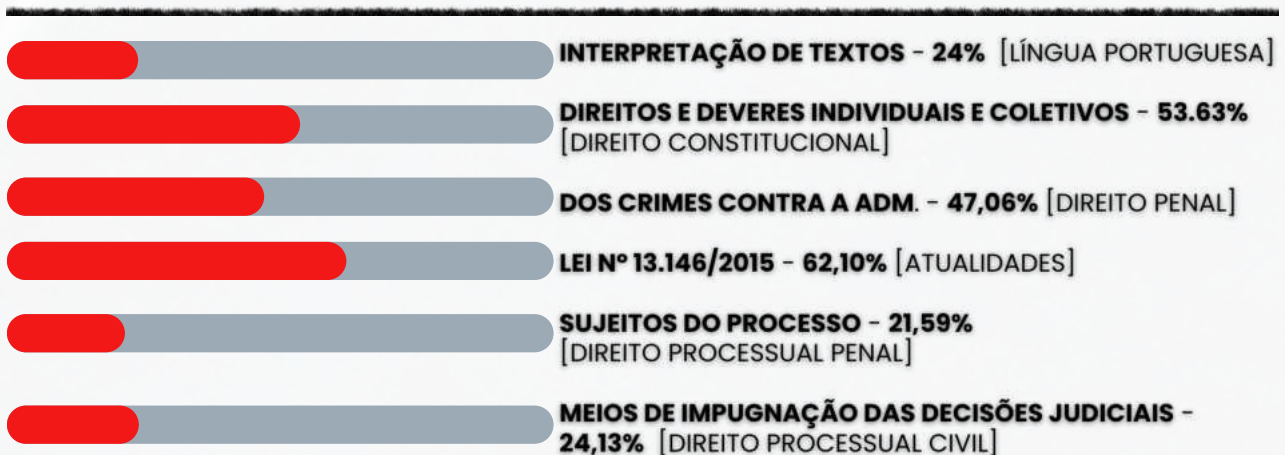 INTERPRETAÇÃO DE TEXTOS - 24% [LÍNGUA PORTUGUESA]
DIREITOS E DEVERES INDIVIDUAIS E COLETIVOS - 53.63%
[DIREITO CONSTITUCIONAL]
DOS CRIMES CONTRA A ADM. - 47,06% [DIREITO PENAL]
LEI Nº 13.146/2015 - 62,10% [ATUALIDADES]
SUJEITOS DO PROCESSO - 21,59%
[DIREITO PROCESSUAL PENAL]
MEIOS DE IMPUGNAÇÃO DAS DECISÕES JUDICIAIS -
24,13% [DIREITO PROCESSUAL CIVIL]